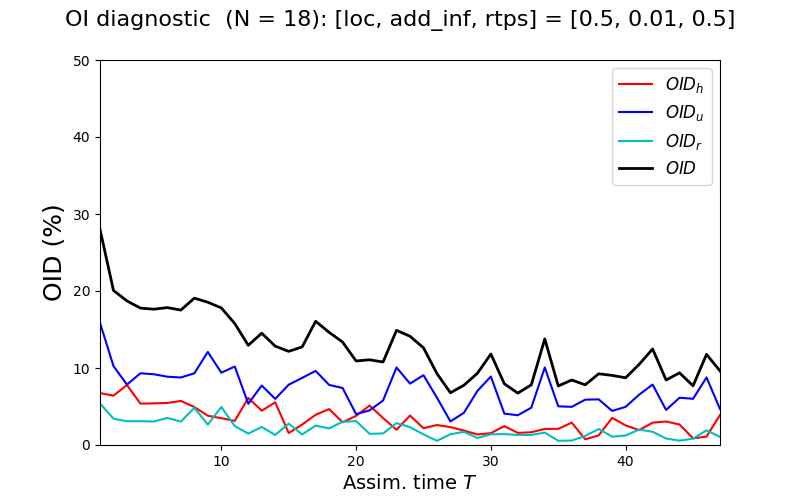 OI diagnostic (N = 18): [loc, add_inf, rtps] = [0.5, 0.01, 0.5]
50
40
30
20
10
0
OID (%)
OID_h
OID_u
OID_r
OID
10
20
30
40
Assim. time T